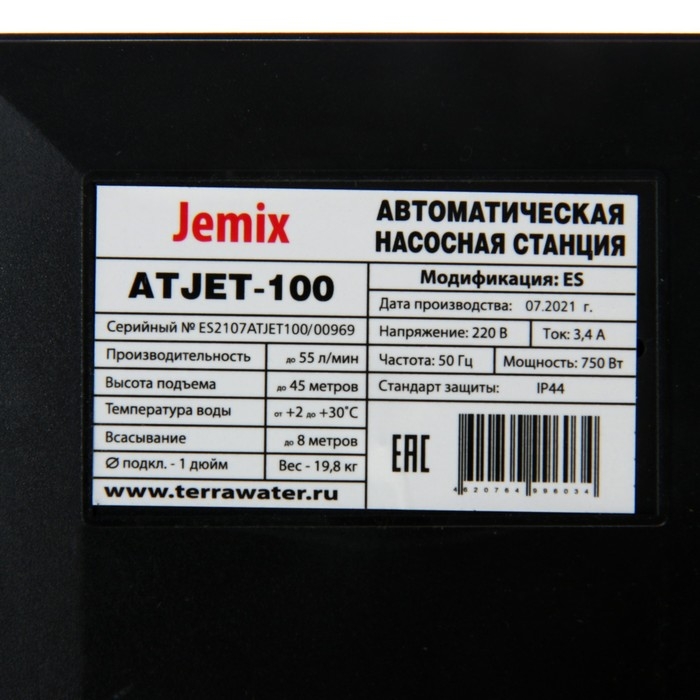 Jemix
АВТОМАТИЧЕСКАЯ
НАСОСНАЯ СТАНЦИЯ
ATJET-100
Серийный № ES2107ATJET100/00969
Производительность до 55 л/мин
Высота подъема до 45 метров
Температура воды от +2 до +30°С
Всасывание до 8 метров
Ø подкл. - 1 дюйм Вес - 19,8 кг
www.terrawater.ru
Модификация: ES
Дата производства: 07.2021 г.
Напряжение: 220 В Ток: 3,4 А
Частота: 50 Гц Мощность: 750 Вт
Стандарт защиты: IP44
EAC
4620764996034